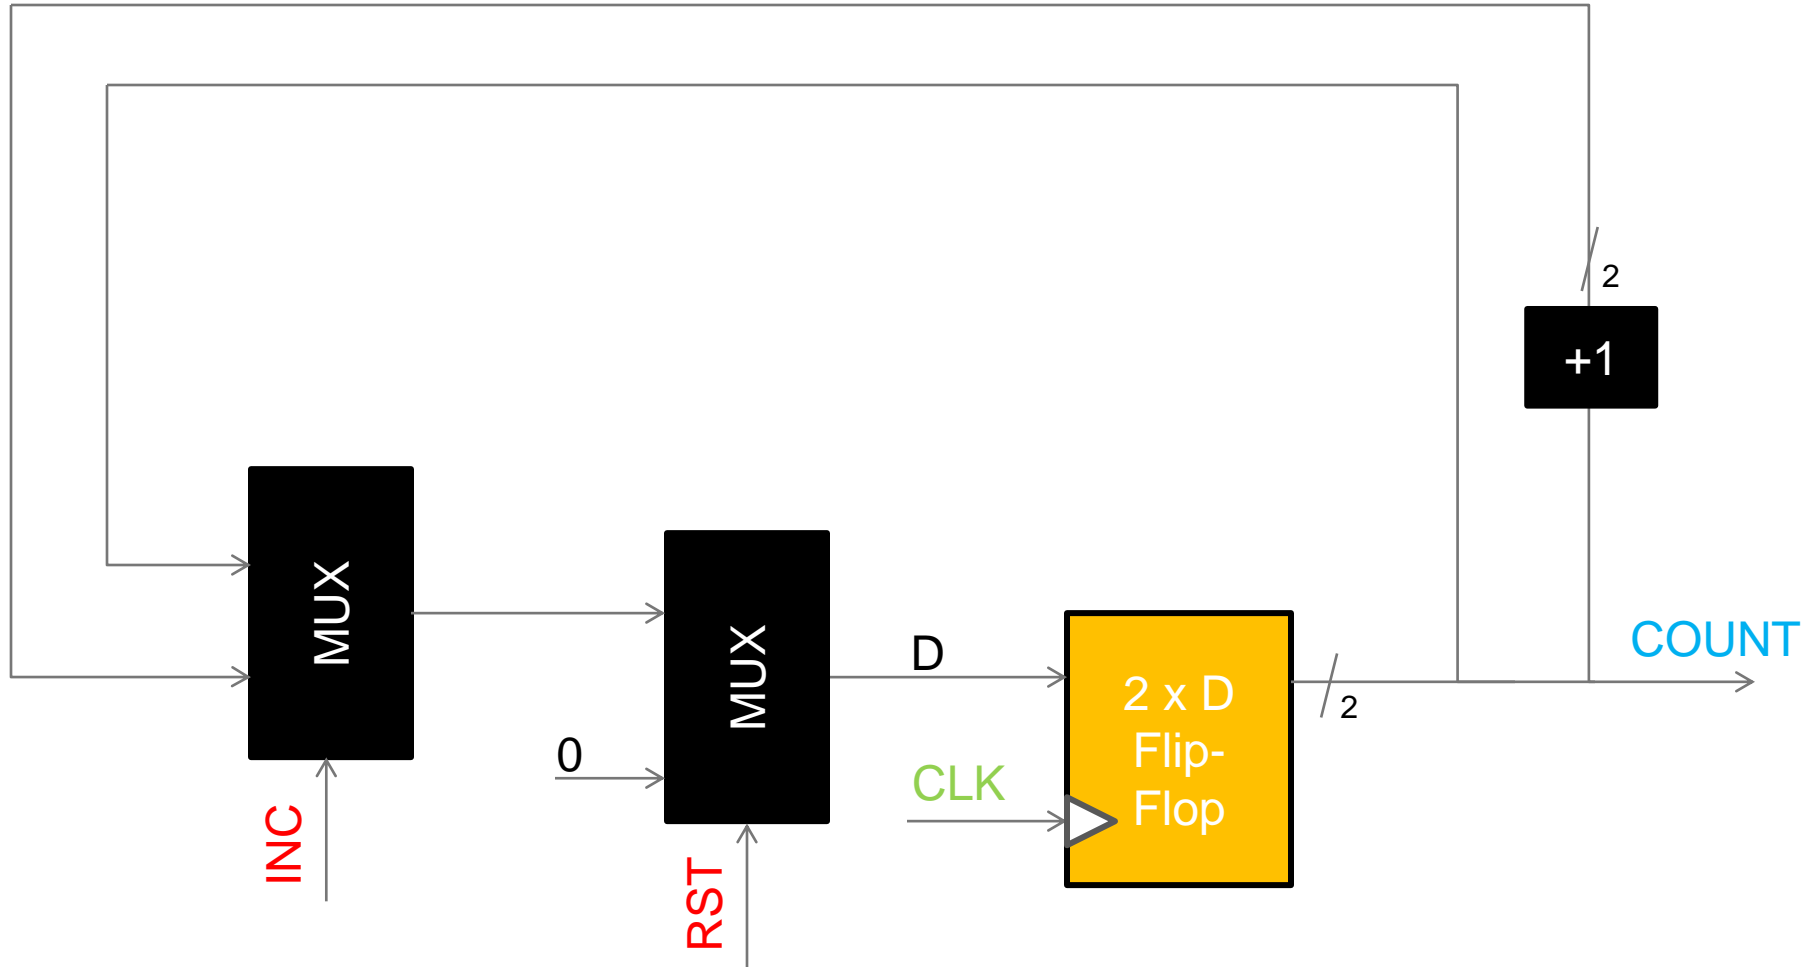 2
+1
MUX
MUX
D
COUNT
2 x D
Flip-
Flop
2
0
CLK
INC
RST